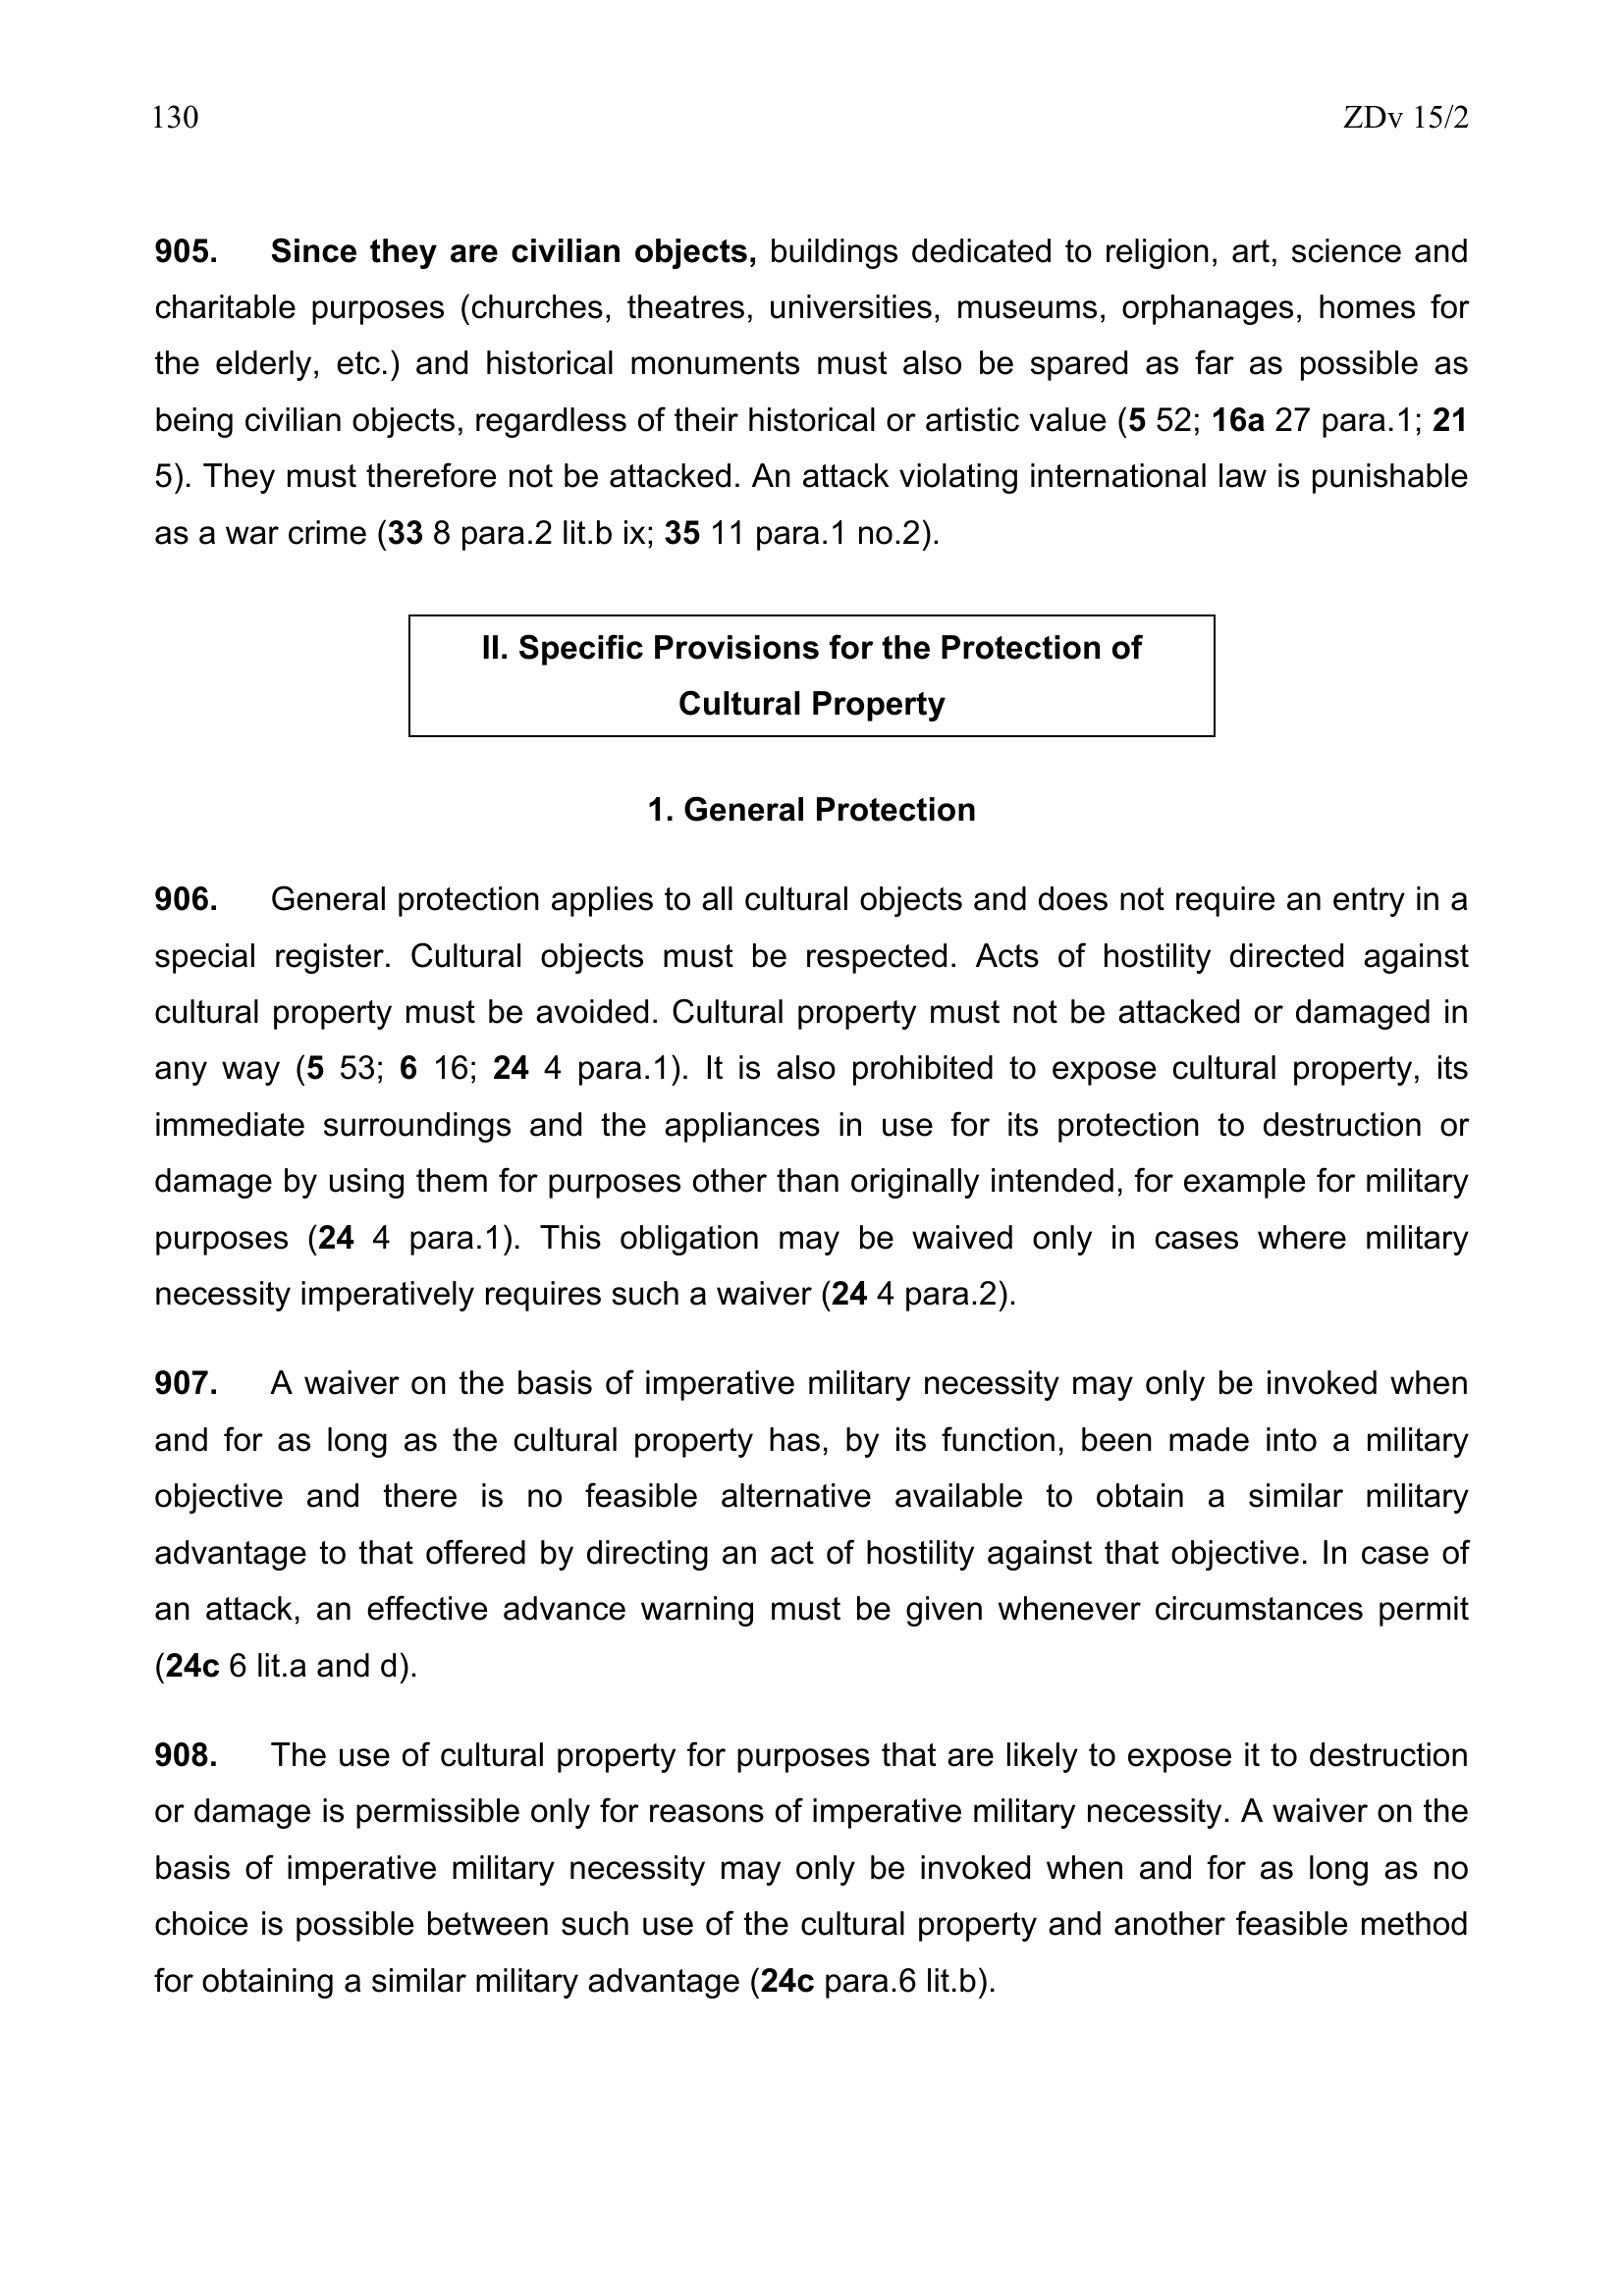 130 ZDv 15/2
905. Since they are civilian objects, buildings dedicated to religion, art, science and
charitable purposes (churches, theatres, universities, museums, orphanages, homes for
the elderly, etc.) and historical monuments must also be spared as far as possible as
being civilian objects, regardless of their historical or artistic value (5 52; 16a 27 para.1; 21
5). They must therefore not be attacked. An attack violating international law is punishable
as a war crime (33 8 para.2 lit.b ix; 35 11 para.1 no.2).
II. Specific Provisions for the Protection of
Cultural Property
1. General Protection
906. General protection applies to all cultural objects and does not require an entry in a
special register. Cultural objects must be respected. Acts of hostility directed against
cultural property must be avoided. Cultural property must not be attacked or damaged in
any way (5 53; 6 16; 24 4 para.1). It is also prohibited to expose cultural property, its
immediate surroundings and the appliances in use for its protection to destruction or
damage by using them for purposes other than originally intended, for example for military
purposes (24 4 para.1). This obligation may be waived only in cases where military
necessity imperatively requires such a waiver (24 4 para.2).
907. A waiver on the basis of imperative military necessity may only be invoked when
and for as long as the cultural property has, by its function, been made into a military
objective and there is no feasible alternative available to obtain a similar military
advantage to that offered by directing an act of hostility against that objective. In case of
an attack, an effective advance warning must be given whenever circumstances permit
(24c 6 lit.a and d).
908. The use of cultural property for purposes that are likely to expose it to destruction
or damage is permissible only for reasons of imperative military necessity. A waiver on the
basis of imperative military necessity may only be invoked when and for as long as no
choice is possible between such use of the cultural property and another feasible method
for obtaining a similar military advantage (24c para.6 lit.b).